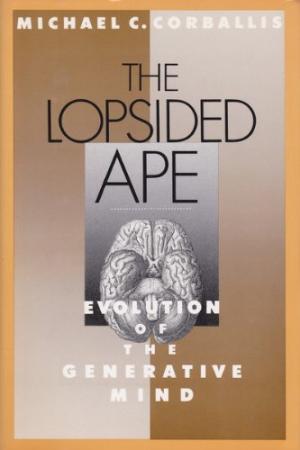 MICHAEL C. CORBALLIS
THE
LOPSIDED
APE
EVOLUTION
OF
THE
GENERATIVE
MIND